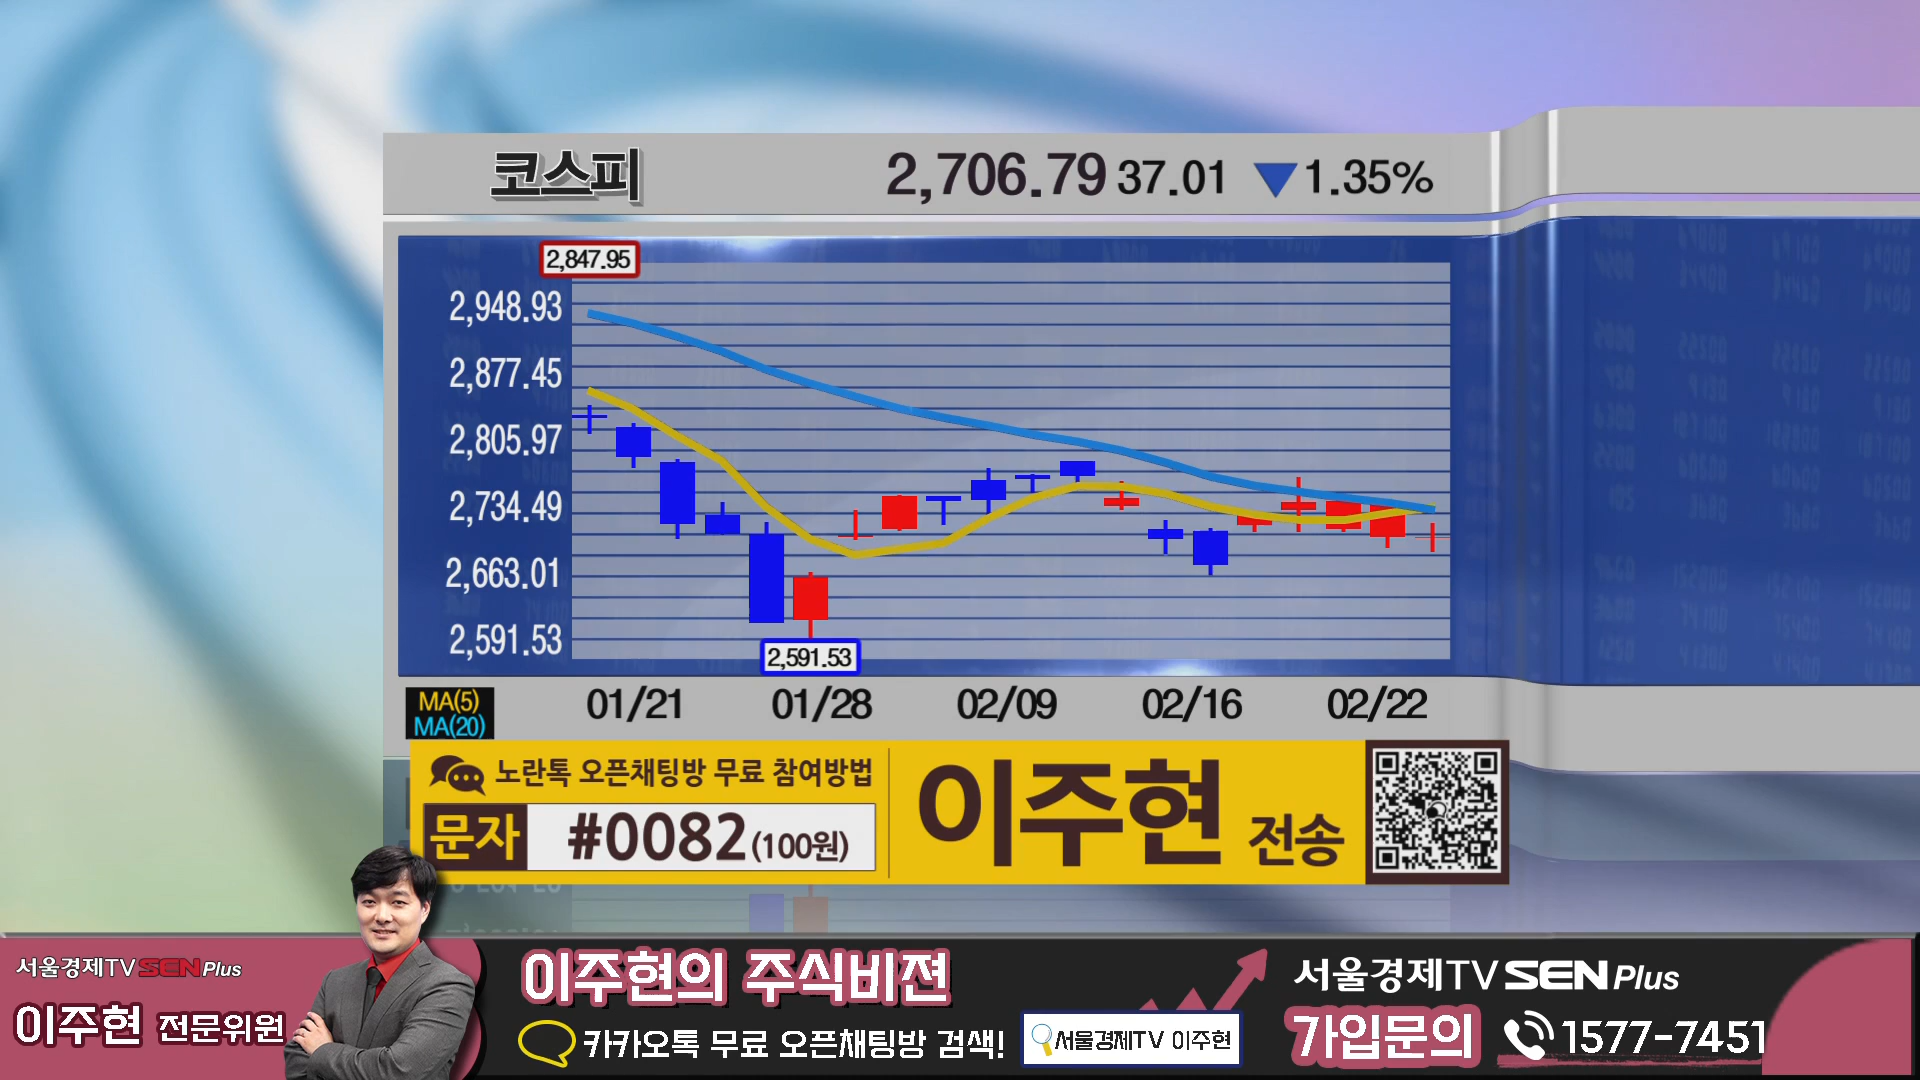 코스피 2,706.79 37.01 ▼1.35%
2,847.95
2,948.93
2,877.45
2,805.97
2,734.49
2,663.01
2,591.53
2,591.53
MA(5)
MA(20)
01/21 01/28 02/09 02/16 02/22
노란톡 오픈채팅방 무료 참여방법
문자 #0082(100원)
이주현 전송
서울경제TV SEN Plus
이주현 전문위원
이주현의 주식비젼
카카오톡 무료 오픈채팅방 검색!
서울경제TV 이주현
서울경제TV SEN Plus
가입문의 1577-7451